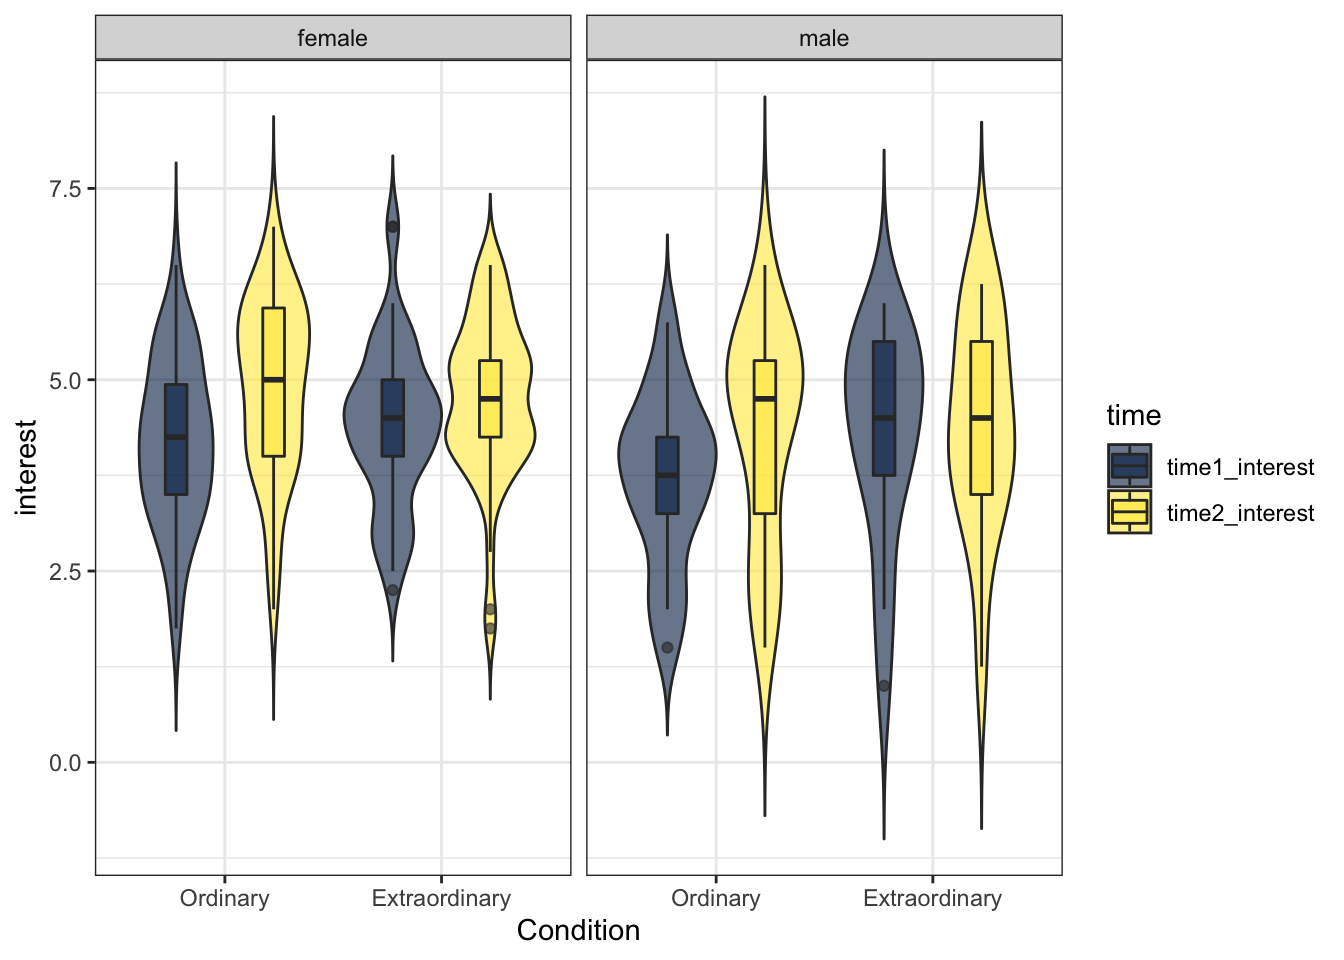 female
male
7.5
5.0
2.5
0.0
interest
Ordinary
Extraordinary
Ordinary
Extraordinary
Condition
time
time1_interest
time2_interest